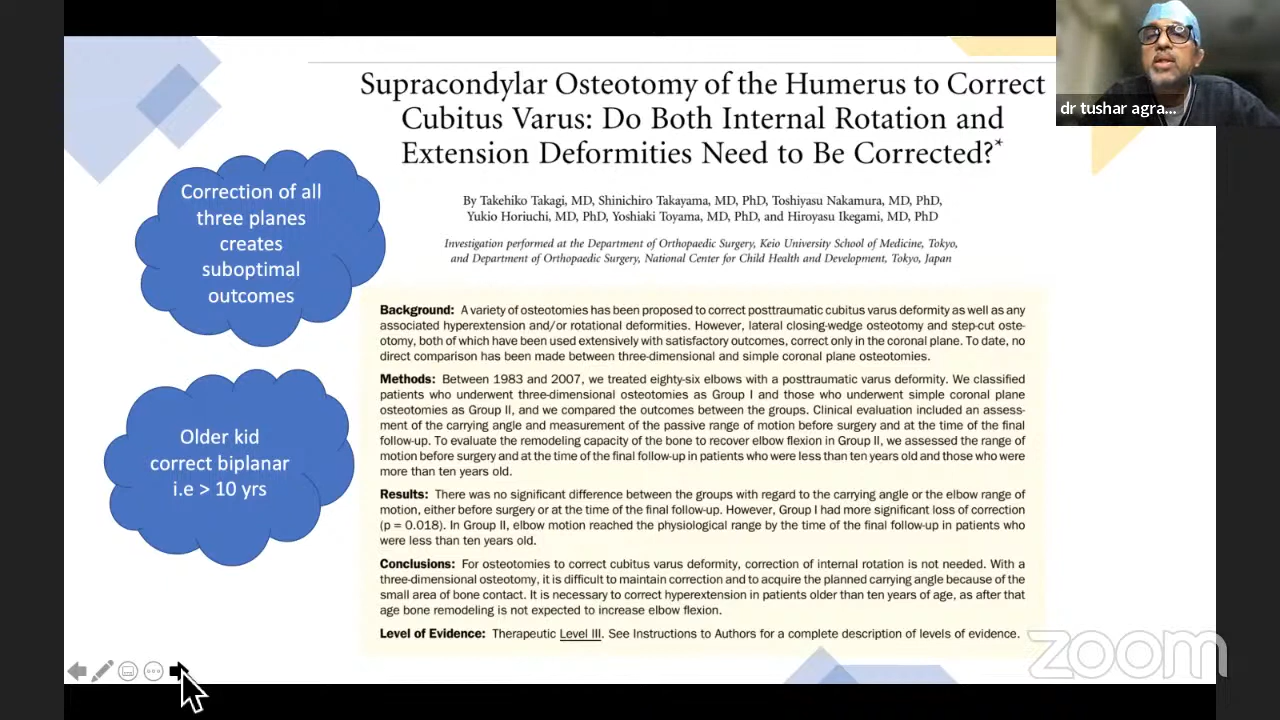 Supracondylar Osteotomy of the Humerus to Correct
Cubitus Varus: Do Both Internal Rotation and
Extension Deformities Need to Be Corrected?*
By Takehiko Takagi, MD, Shinichiro Takayama, MD, PhD, Toshiyasu Nakamura, MD, PhD,
Yukio Horiuchi, MD, PhD, Yoshiaki Toyama, MD, PhD, and Hiroyasu Ikegami, MD, PhD
Investigation performed at the Department of Orthopaedic Surgery, Keio University School of Medicine, Tokyo,
and Department of Orthopaedic Surgery, National Center for Child Health and Development, Tokyo, Japan
Correction of all
three planes
creates
suboptimal
outcomes
Older kid
correct biplanar
i.e > 10 yrs
Background: A variety of osteotomies has been proposed to correct posttraumatic cubitus varus deformity as well as any
associated hyperextension and/or rotational deformities. However, lateral closing-wedge osteotomy and step-cut oste-
otomy, both of which have been used extensively with satisfactory outcomes, correct only in the coronal plane. To date, no
direct comparison has been made between three-dimensional and simple coronal plane osteotomies.
Methods: Between 1983 and 2007, we treated eighty-six elbows with a posttraumatic varus deformity. We classified
patients who underwent three-dimensional osteotomies as Group I and those who underwent simple coronal plane
osteotomies as Group II, and we compared the outcomes between the groups. Clinical evaluation included an assess-
ment of the carrying angle and measurement of the passive range of motion before surgery and at the time of the final
follow-up. To evaluate the remodeling capacity of the bone to recover elbow flexion in Group II, we assessed the range of
motion before surgery and at the time of the final follow-up in patients who were less than ten years old and those who were
more than ten years old.
Results: There was no significant difference between the groups with regard to the carrying angle or the elbow range of
motion, either before surgery or at the time of the final follow-up. However, Group I had more significant loss of correction
(p = 0.018). In Group II, elbow motion reached the physiological range by the time of the final follow-up in patients who
were less than ten years old.
Conclusions: For osteotomies to correct cubitus varus deformity, correction of internal rotation is not needed. With a
three-dimensional osteotomy, it is difficult to maintain correction and to acquire the planned carrying angle because of the
small area of bone contact. It is necessary to correct hyperextension in patients older than ten years of age, as after that
age bone remodeling is not expected to increase elbow flexion.
Level of Evidence: Therapeutic Level III. See Instructions to Authors for a complete description of levels of evidence.
dr tushar agra...
zoom